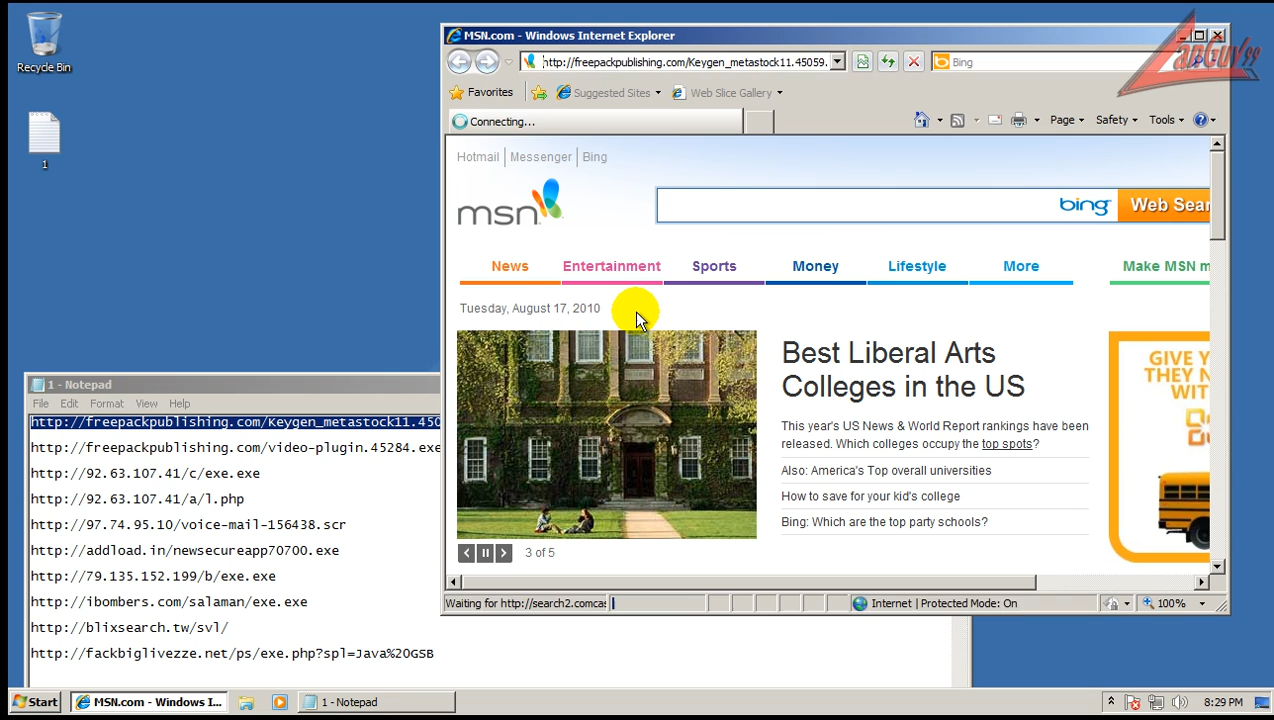 Recycle Bin
1
MSN.com - Windows Internet Explorer
http://freepackpublishing.com/Keygen_metastock11.45059.
Bing
Favorites
Suggested Sites
Web Slice Gallery
Connecting...
Page
Safety
Tools
Hotmail
Messenger
Bing
msn
bing
Web Sear
News
Entertainment
Sports
Money
Lifestyle
More
Make MSN m
Tuesday, August 17, 2010
Best Liberal Arts
Colleges in the US
GIVE Y
THEY N
WIT
This year's US News & World Report rankings have been
released. Which colleges occupy the top spots?
Also: America's Top overall universities
How to save for your kid's college
Bing: Which are the top party schools?
3 of 5
Waiting for http://search2.comcas
Internet | Protected Mode: On
100%
1 - Notepad
File
Edit
Format
View
Help
http://freepackpublishing.com/Keygen_metastock11.450
http://freepackpublishing.com/video-plugin.45284.exe
http://92.63.107.41/c/exe.exe
http://92.63.107.41/a/l.php
http://97.74.95.10/voice-mail-156438.scr
http://addload.in/newsecureapp70700.exe
http://79.135.152.199/b/exe.exe
http://ibombers.com/salaman/exe.exe
http://blixsearch.tw/svl/
http://fackbiglivezze.net/ps/exe.php?spl=Java%20GSB
Start
MSN.com - Windows I...
1 - Notepad
8:29 PM